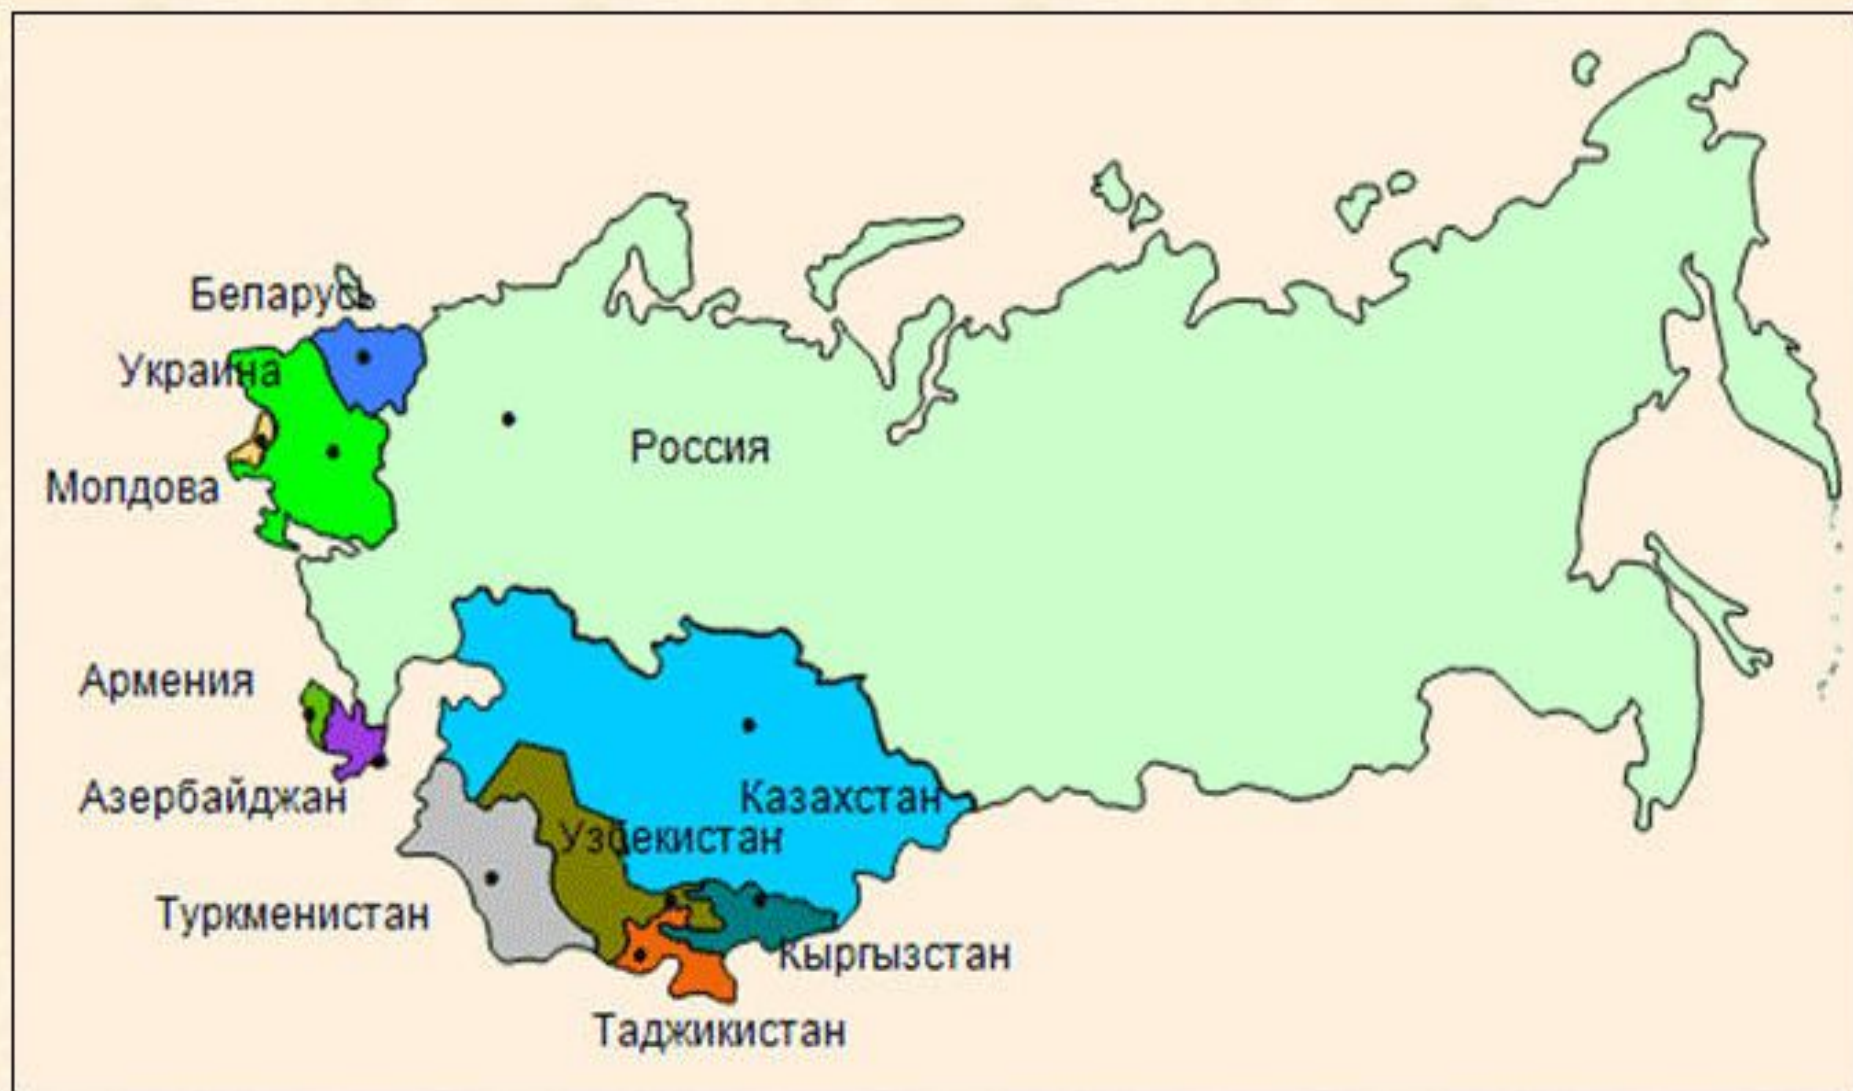 Беларусь
Украина
Россия
Молдова
Армения
Азербайджан
Казахстан
Узбекистан
Туркменистан
Кыргызстан
Таджикистан